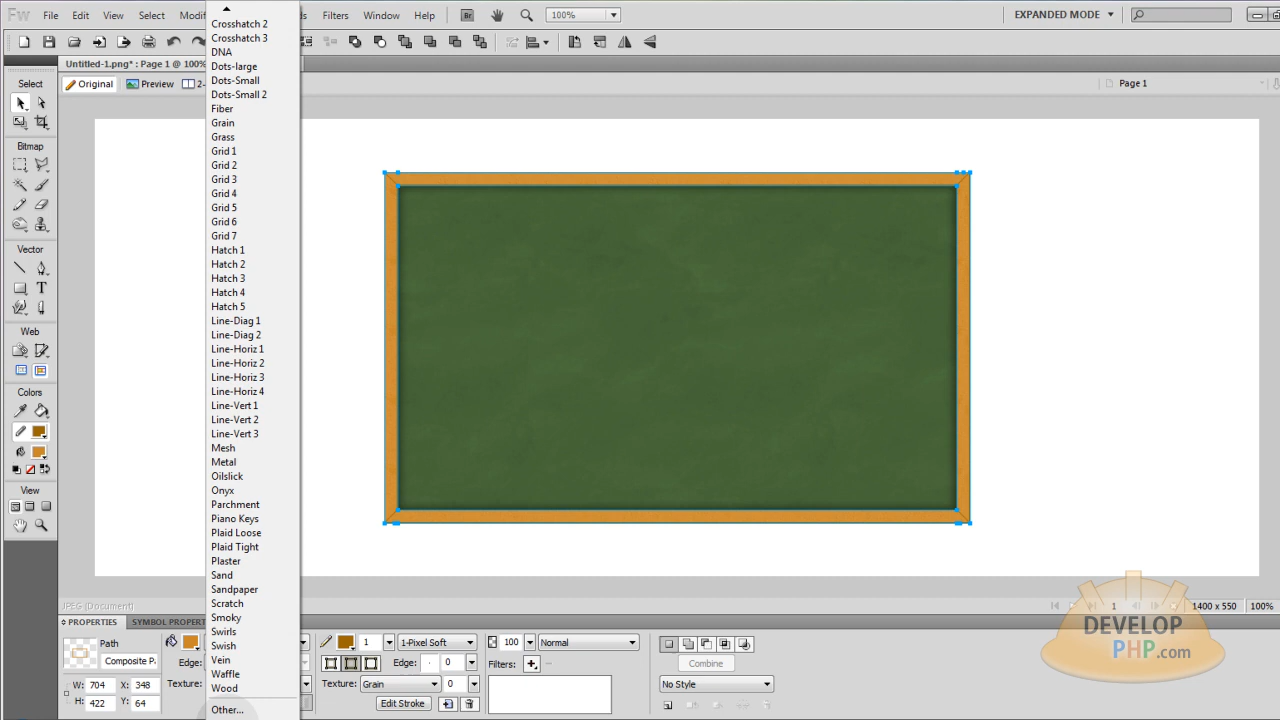 Fw File Edit View Select Modi ds Filters Window Help Br 100% EXPANDED MODE
Untitled-1.png* : Page 1 @ 100%
Original Preview 2- Page 1
Select
Bitmap
Vector
T
Web
Colors
View
Crosshatch 2
Crosshatch 3
DNA
Dots-large
Dots-Small
Dots-Small 2
Fiber
Grain
Grass
Grid 1
Grid 2
Grid 3
Grid 4
Grid 5
Grid 6
Grid 7
Hatch 1
Hatch 2
Hatch 3
Hatch 4
Hatch 5
Line-Diag 1
Line-Diag 2
Line-Horiz 1
Line-Horiz 2
Line-Horiz 3
Line-Horiz 4
Line-Vert 1
Line-Vert 2
Line-Vert 3
Mesh
Metal
Oilslick
Onyx
Parchment
Piano Keys
Plaid Loose
Plaid Tight
Plaster
Sand
Sandpaper
Scratch
Smoky
Swirls
Swish
Vein
Waffle
Wood
Other...
JPEG (Document) 1 1400 x 550 100%
PROPERTIES SYMBOL PROPERT
Path
Composite P.
W: 704 X: 348
H: 422 Y: 64
Edge:
Texture:
1 1-Pixel Soft 100 Normal
Edge: 0 Filters:
Texture: Grain 0
Edit Stroke
Combine
No Style
DEVELOP
PHP.com